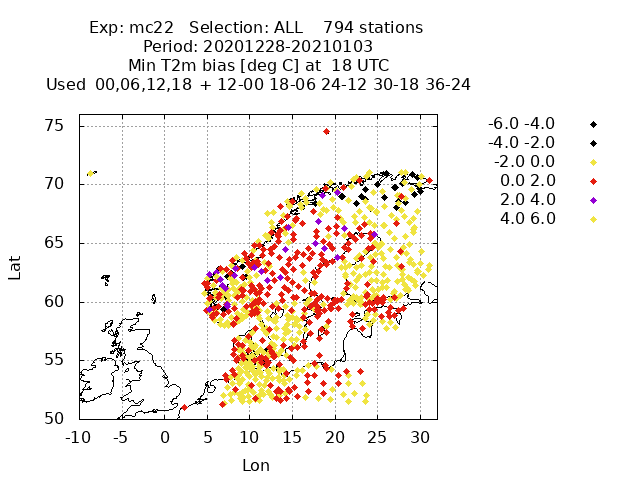 Exp: mc22 Selection: ALL 794 stations
Period: 20201228-20210103
Min T2m bias [deg C] at 18 UTC
Used 00,06,12,18 + 12-00 18-06 24-12 30-18 36-24
75
70
65
60
55
50
Lat
-10 -5 0 5 10 15 20 25 30
Lon
-6.0 -4.0
-4.0 -2.0
-2.0 0.0
0.0 2.0
2.0 4.0
4.0 6.0